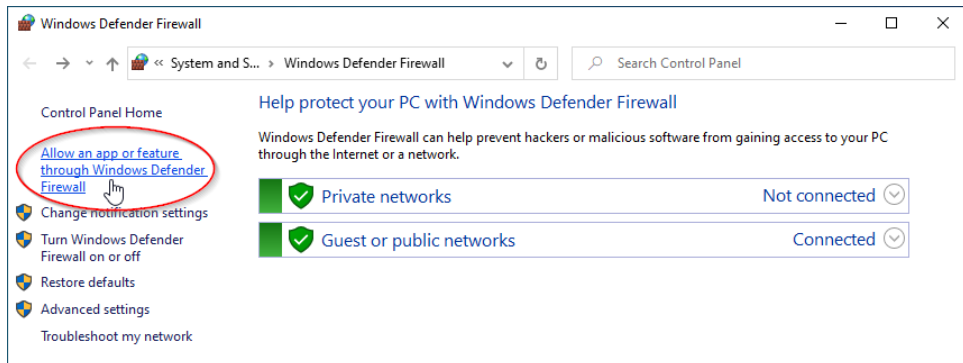 Windows Defender Firewall
« System and S... › Windows Defender Firewall
Search Control Panel
Control Panel Home
Allow an app or feature
through Windows Defender
Firewall
Change notification settings
Turn Windows Defender
Firewall on or off
Restore defaults
Advanced settings
Troubleshoot my network
Help protect your PC with Windows Defender Firewall
Windows Defender Firewall can help prevent hackers or malicious software from gaining access to your PC
through the Internet or a network.
Private networks Not connected
Guest or public networks Connected